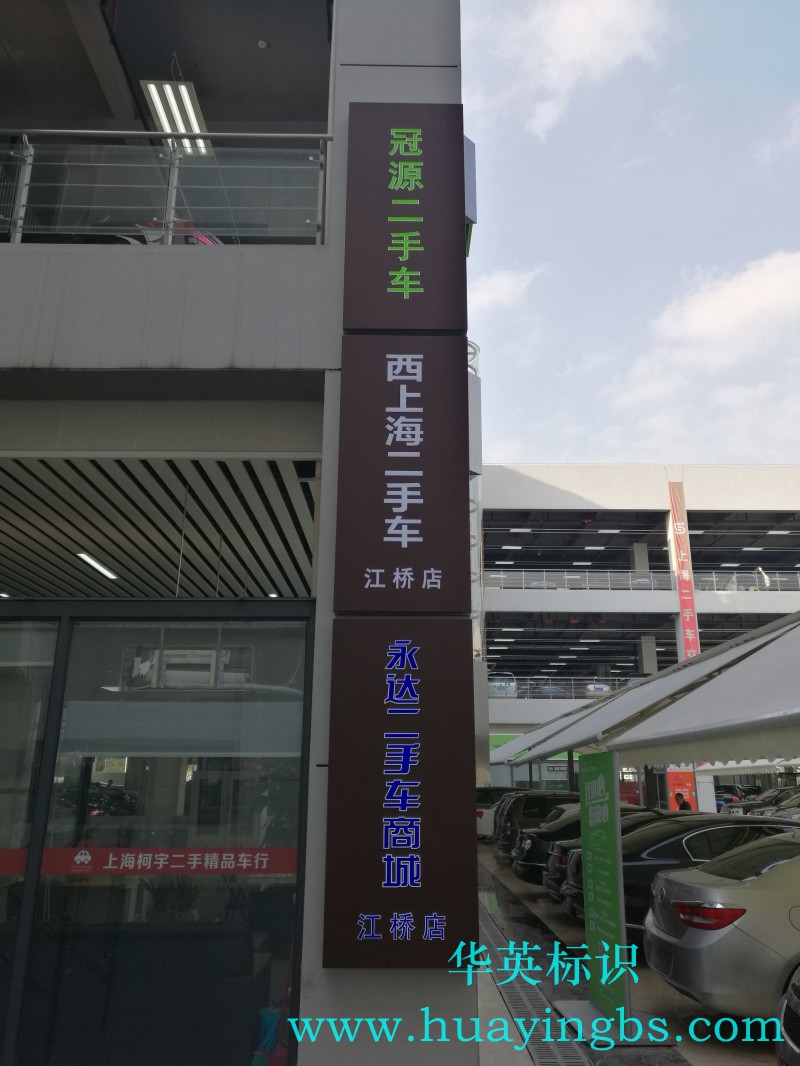 冠源二手车
西上海二手车
江桥店
永达二手车商城
江桥店
上海柯宇二手精品车行
上海二手车交
华英标识
www.huayingbs.com